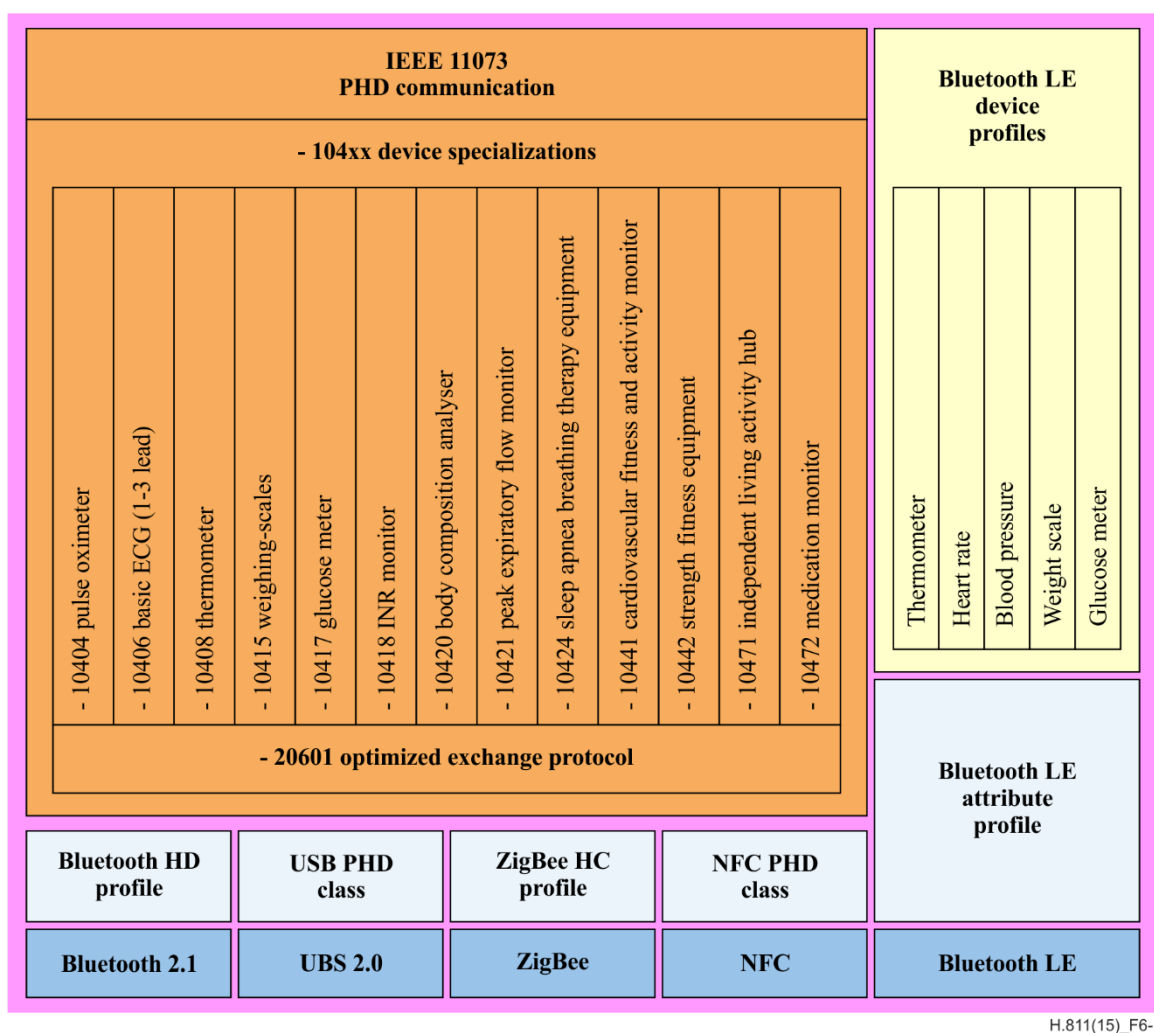 IEEE 11073
PHD communication
- 104xx device specializations
- 10404 pulse oximeter
- 10406 basic ECG (1-3 lead)
- 10408 thermometer
- 10415 weighing-scales
- 10417 glucose meter
- 10418 INR monitor
- 10420 body composition analyser
- 10421 peak expiratory flow monitor
- 10424 sleep apnea breathing therapy equipment
- 10441 cardiovascular fitness and activity monitor
- 10442 strength fitness equipment
- 10471 independent living activity hub
- 10472 medication monitor
- 20601 optimized exchange protocol
Bluetooth LE
device
profiles
Thermometer
Heart rate
Blood pressure
Weight scale
Glucose meter
Bluetooth LE
attribute
profile
Bluetooth HD
profile
USB PHD
class
ZigBee HC
profile
NFC PHD
class
Bluetooth 2.1
UBS 2.0
ZigBee
NFC
Bluetooth LE
H.811(15)_F6-